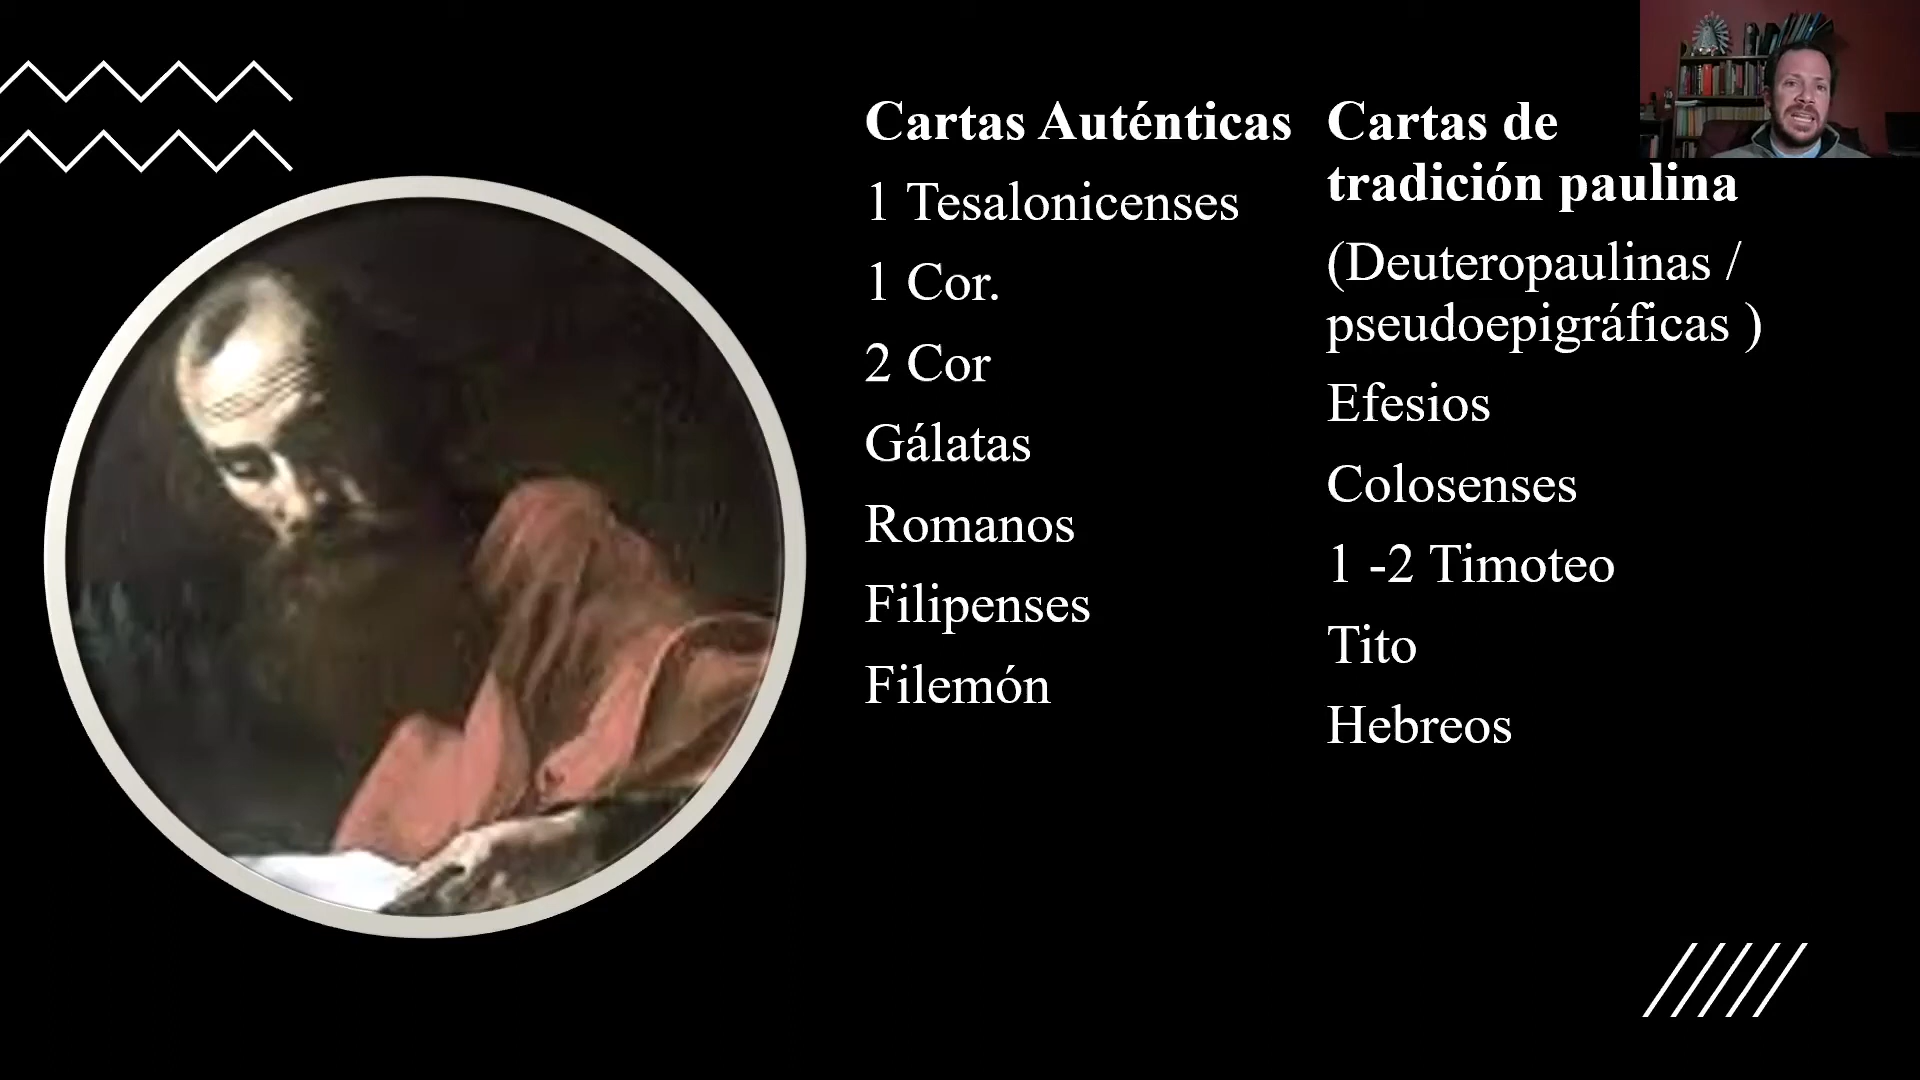 Cartas Auténticas
1 Tesalonicenses
1 Cor.
2 Cor
Gálatas
Romanos
Filipenses
Filemón
Cartas de
tradición paulina
(Deuteropaulinas /
pseudoepigráficas )
Efesios
Colosenses
1 -2 Timoteo
Tito
Hebreos